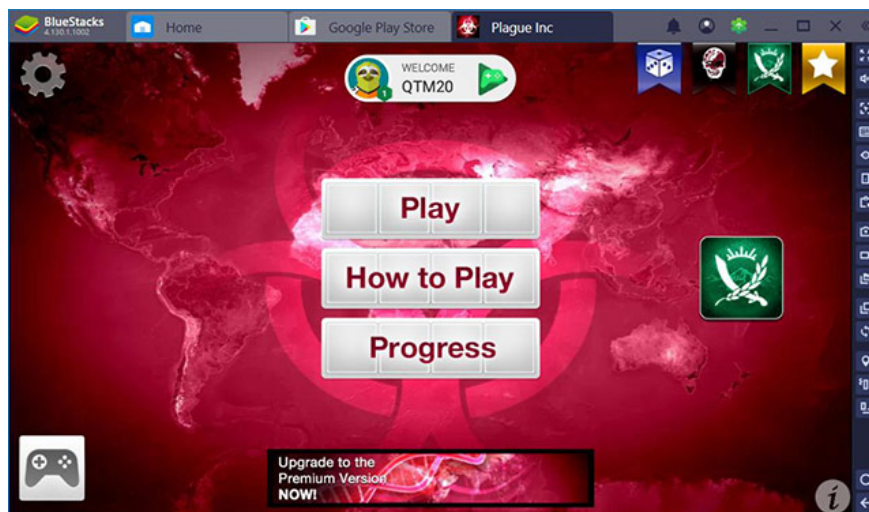 BlueStacks
4.130.1.1002
Home
Google Play Store
Plague Inc
WELCOME
QTM20
1
Play
How to Play
Progress
Upgrade to the
Premium Version
NOW!
i